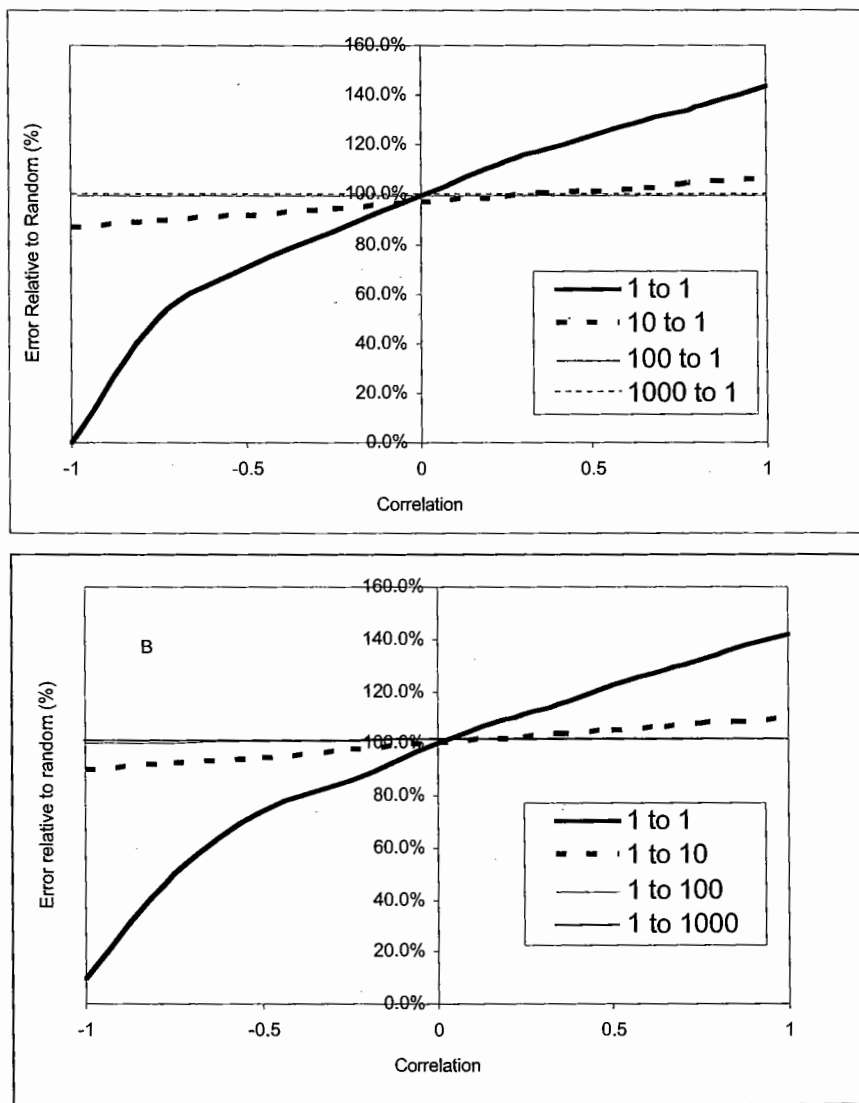 160.0%
140.0%
120.0%
100.0%
80.0%
60.0%
40.0%
20.0%
0.0%
Error Relative to Random (%)
1 to 1
10 to 1
100 to 1
1000 to 1
-1 -0.5 0 0.5 1
Correlation
160.0%
B
140.0%
120.0%
100.0%
80.0%
60.0%
40.0%
20.0%
0.0%
Error relative to random (%)
1 to 1
1 to 10
1 to 100
1 to 1000
-1 -0.5 0 0.5 1
Correlation